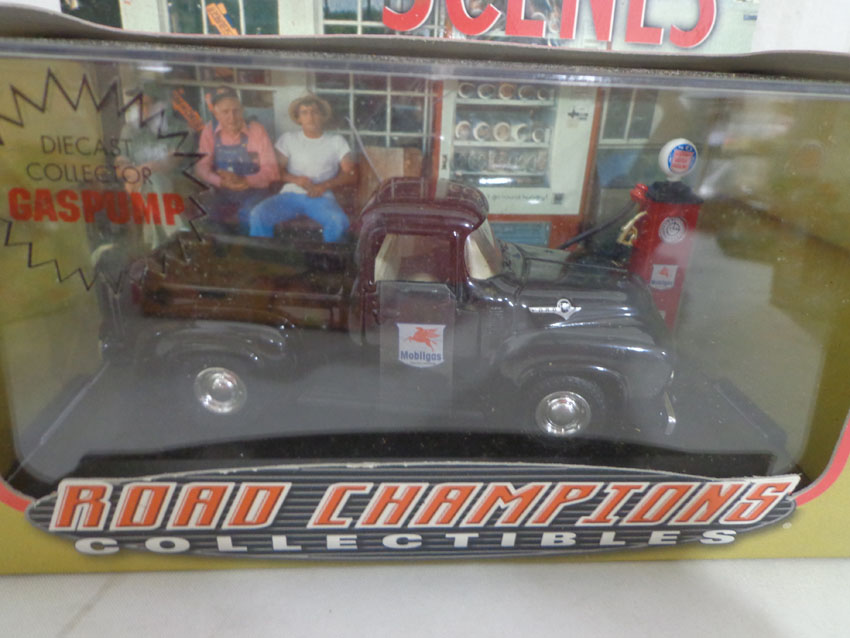 SCENES
DIECAST
COLLECTOR
GASPUMP
Mobilgas
ROAD CHAMPIONS
COLLECTIBLES